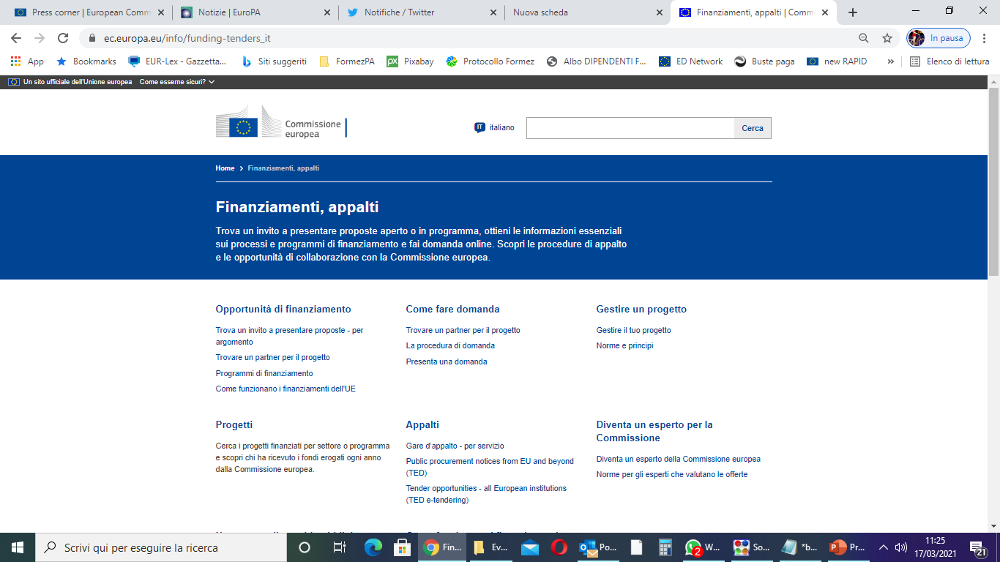 Press corner | European Comm
Notizie | EuroPA
Notifiche / Twitter
Nuova scheda
Finanziamenti, appalti | Commi
ec.europa.eu/info/funding-tenders_it
In pausa
App
Bookmarks
EUR-Lex - Gazzetta...
Siti suggeriti
FormezPA
px Pixabay
Protocollo Formez
Albo DIPENDENTI F...
ED Network
Buste paga
new RAPID
»
Elenco di lettura
Un sito ufficiale dell'Unione europea Come esserne sicuri?
Commissione
europea
IT italiano
Cerca
Home > Finanziamenti, appalti
Finanziamenti, appalti
Trova un invito a presentare proposte aperto o in programma, ottieni le informazioni essenziali
sui processi e programmi di finanziamento e fai domanda online. Scopri le procedure di appalto
e le opportunità di collaborazione con la Commissione europea.
Opportunità di finanziamento
Trova un invito a presentare proposte - per
argomento
Trovare un partner per il progetto
Programmi di finanziamento
Come funzionano i finanziamenti dell'UE
Come fare domanda
Trovare un partner per il progetto
La procedura di domanda
Presenta una domanda
Gestire un progetto
Gestire il tuo progetto
Norme e principi
Progetti
Cerca i progetti finanziati per settore o programma
e scopri chi ha ricevuto i fondi erogati ogni anno
dalla Commissione europea.
Appalti
Gare d'appalto - per servizio
Public procurement notices from EU and beyond
(TED)
Tender opportunities - all European institutions
(TED e-tendering)
Diventa un esperto per la
Commissione
Diventa un esperto della Commissione europea
Norme per gli esperti che valutano le offerte
Scrivi qui per eseguire la ricerca
Fin...
Ev...
Po...
2 W...
So...
*b...
Pr...
11:25
17/03/2021
21